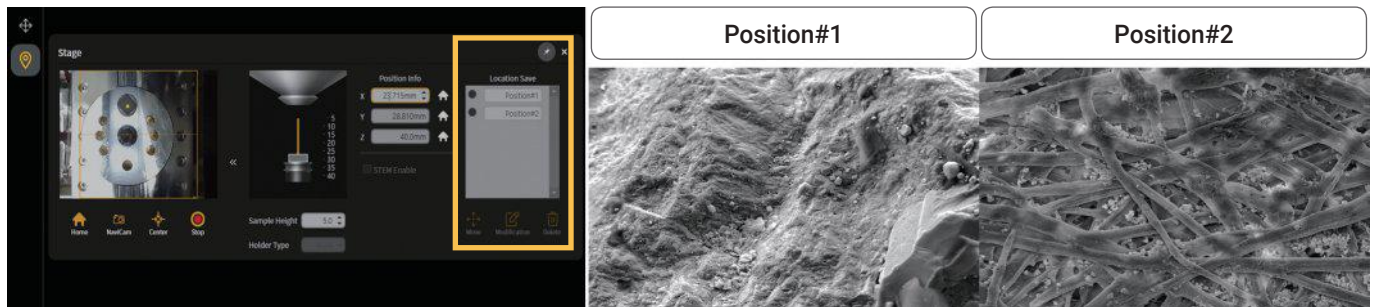 Stage
Position Info
X 23.715mm
Y 28.810mm
Z 40.0mm
STEM Enable
5
10
15
20
25
30
35
40
Sample Height 5.0
Holder Type
Home NaviCam Center Stop
Location Save
Position#1
Position#2
Move Modification Delete
Position#1
Position#2